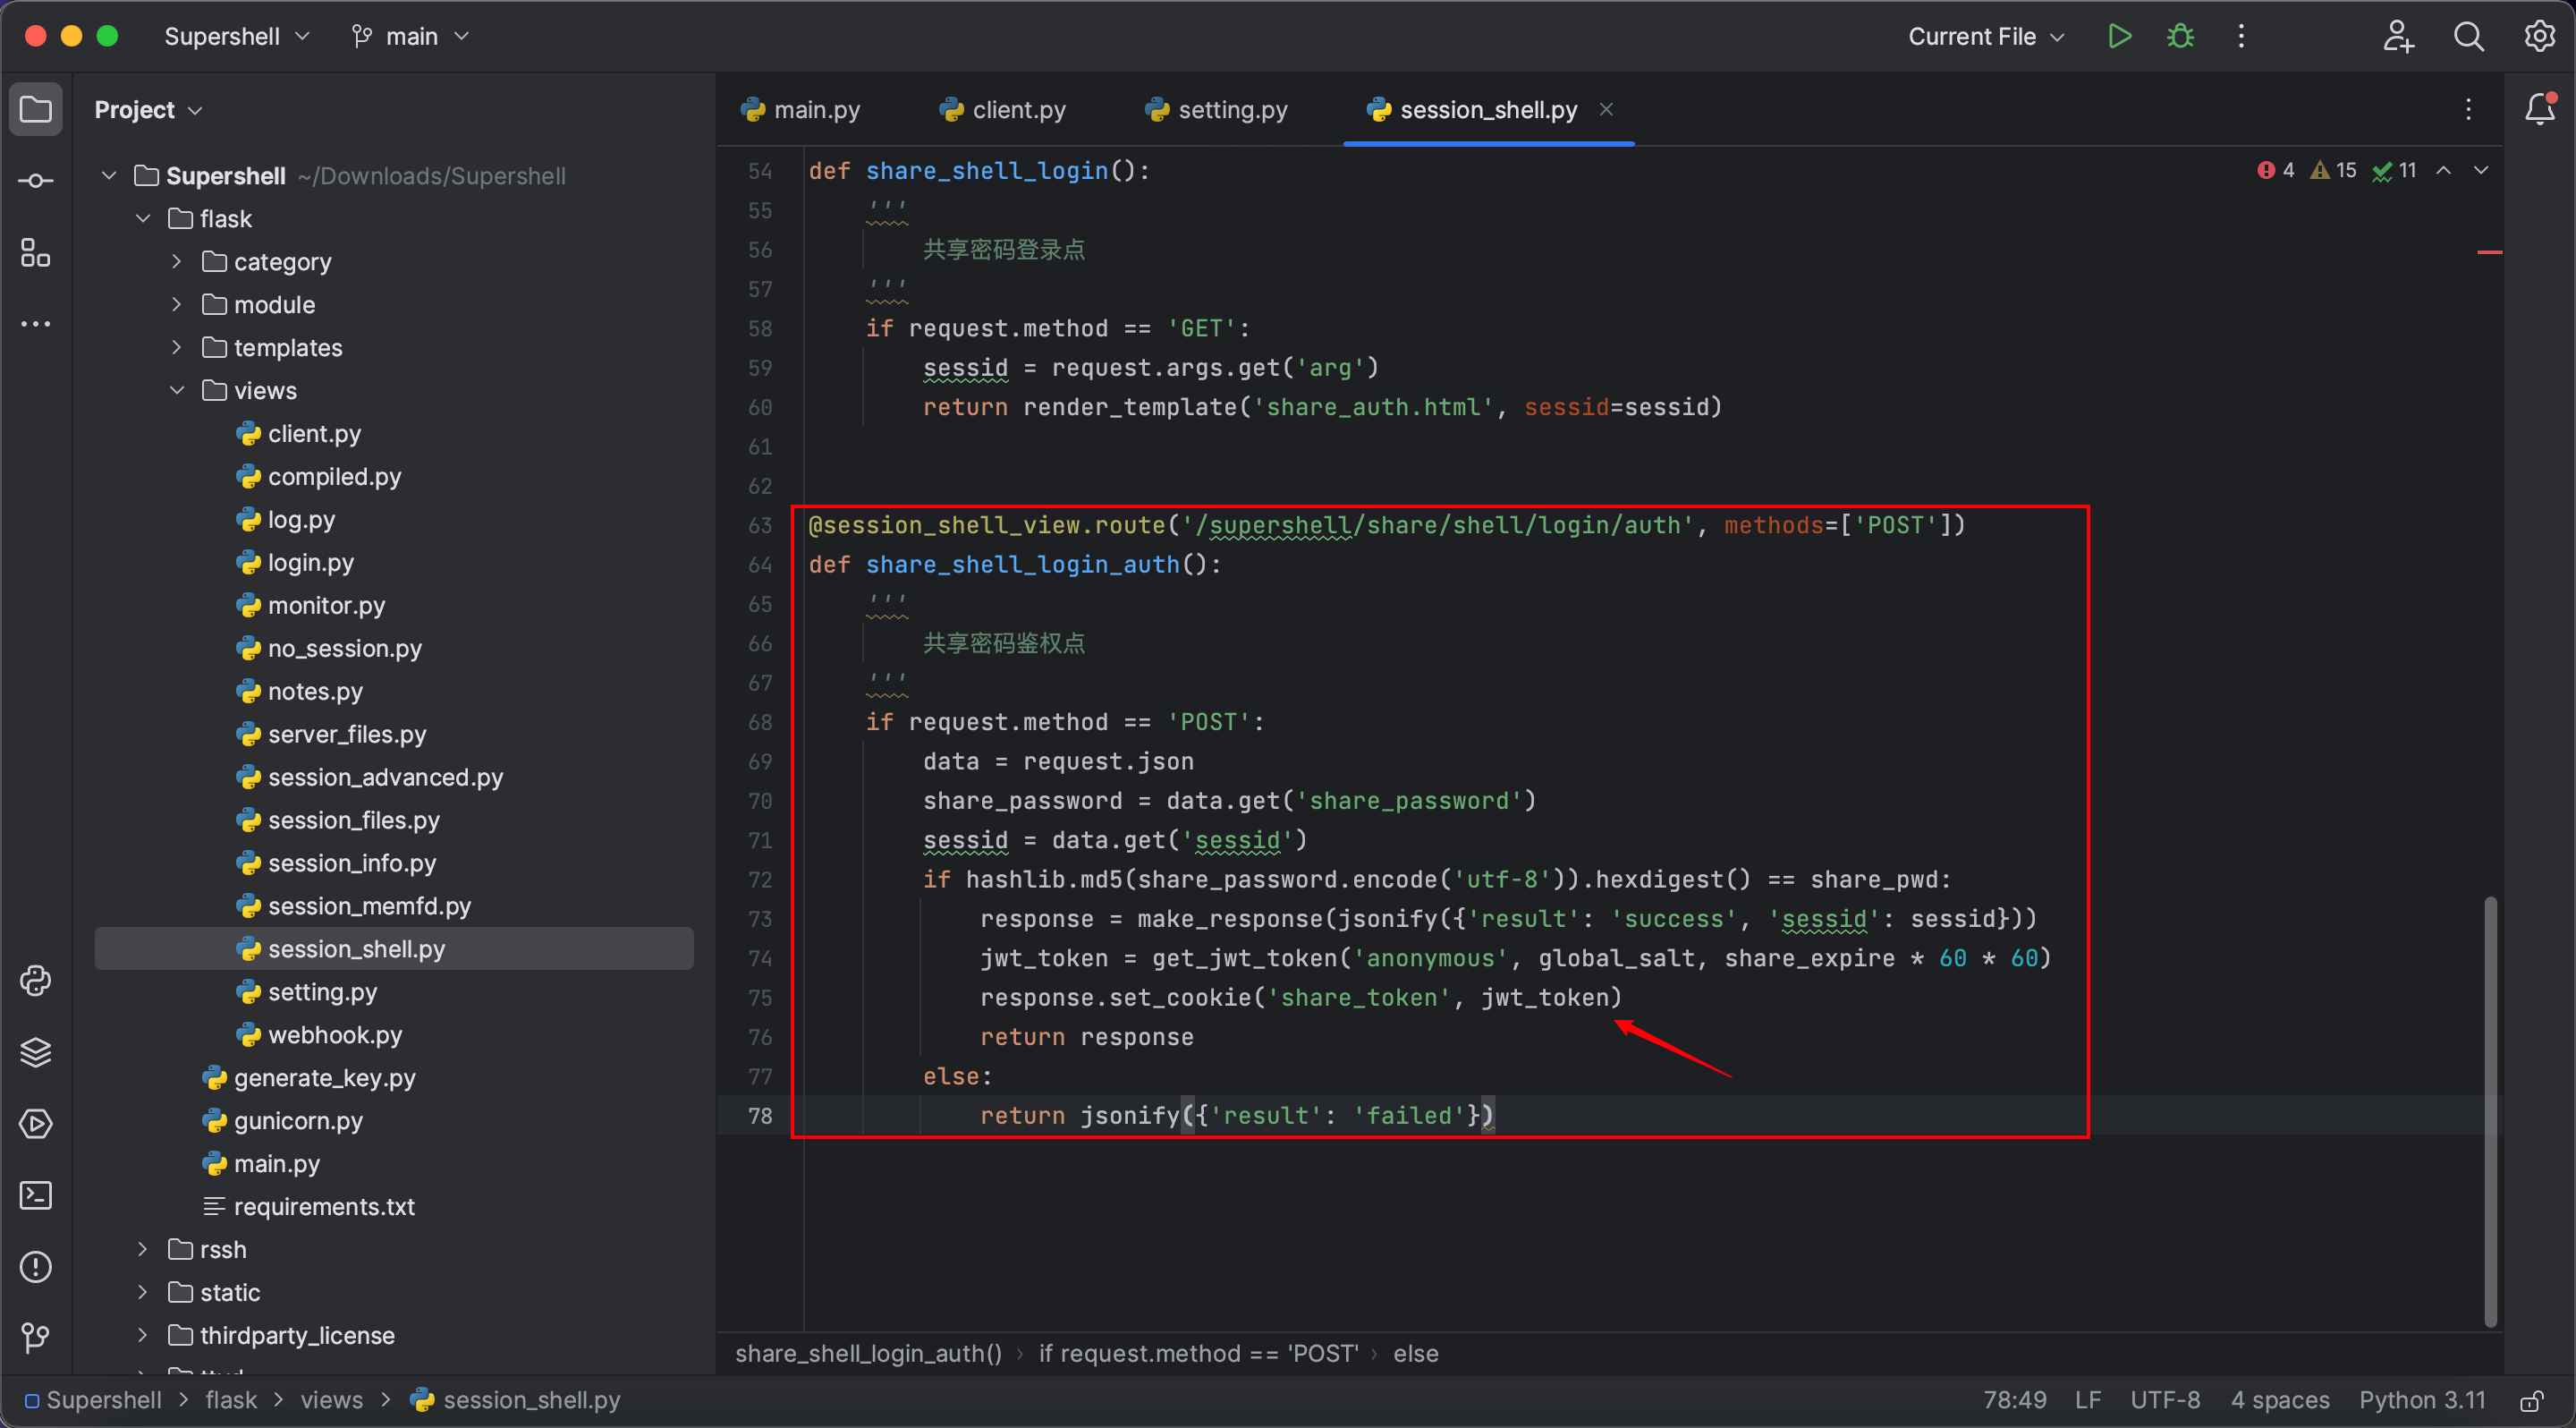 Supershell
main
Current File
Project
main.py
client.py
setting.py
session_shell.py
Supershell ~/Downloads/Supershell
flask
category
module
templates
views
client.py
compiled.py
log.py
login.py
monitor.py
no_session.py
notes.py
server_files.py
session_advanced.py
session_files.py
session_info.py
session_memfd.py
session_shell.py
setting.py
webhook.py
generate_key.py
gunicorn.py
main.py
requirements.txt
rssh
static
thirdparty_license
4 15 11
54 def share_shell_login():
55 '''
56 共享密码登录点
57 '''
58 if request.method == 'GET':
59 sessid = request.args.get('arg')
60 return render_template('share_auth.html', sessid=sessid)
61
62
63 @session_shell_view.route('/supershell/share/shell/login/auth', methods=['POST'])
64 def share_shell_login_auth():
65 '''
66 共享密码鉴权点
67 '''
68 if request.method == 'POST':
69 data = request.json
70 share_password = data.get('share_password')
71 sessid = data.get('sessid')
72 if hashlib.md5(share_password.encode('utf-8')).hexdigest() == share_pwd:
73 response = make_response(jsonify({'result': 'success', 'sessid': sessid}))
74 jwt_token = get_jwt_token('anonymous', global_salt, share_expire * 60 * 60)
75 response.set_cookie('share_token', jwt_token)
76 return response
77 else:
78 return jsonify({'result': 'failed'})
share_shell_login_auth() › if request.method == 'POST' › else
Supershell > flask > views > session_shell.py
78:49 LF UTF-8 4 spaces Python 3.11